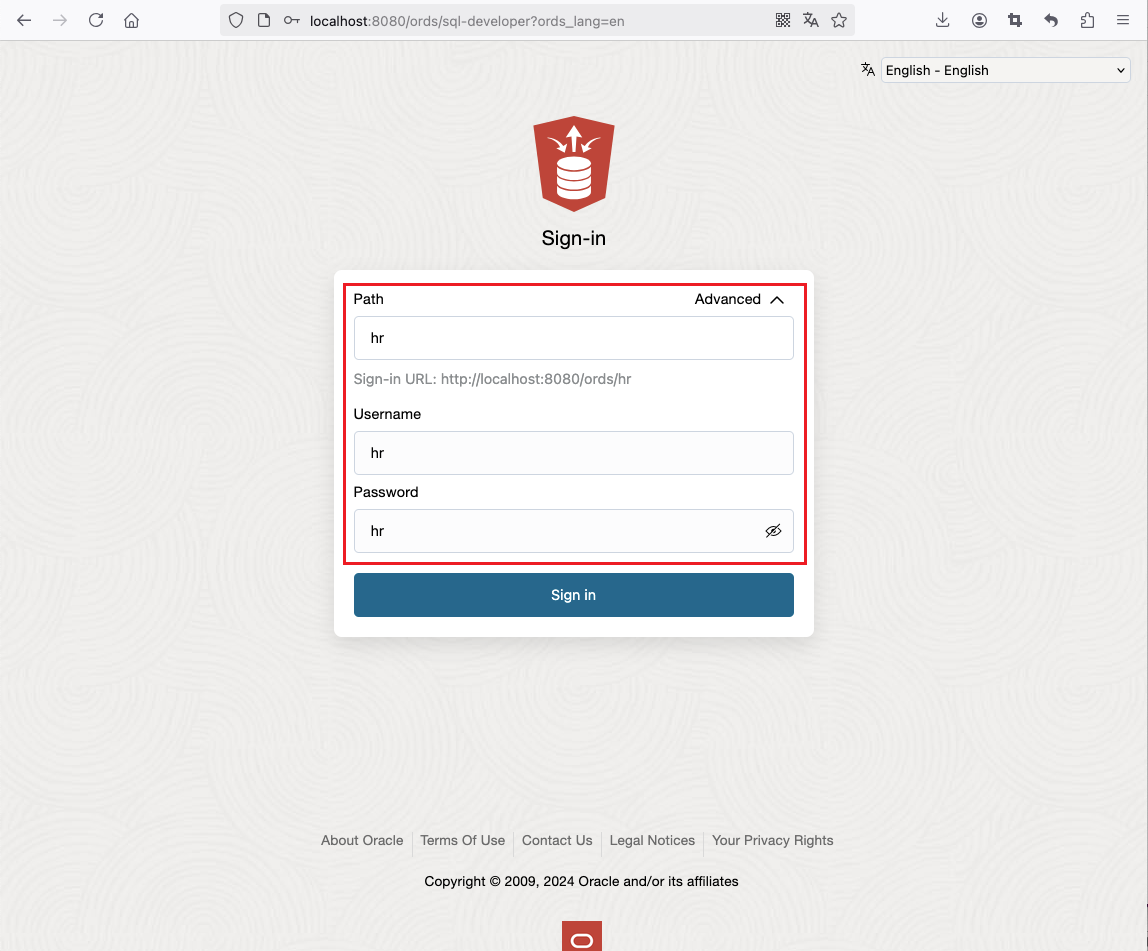 localhost:8080/ords/sql-developer?ords_lang=en
English - English
Sign-in
Path Advanced
hr
Sign-in URL: http://localhost:8080/ords/hr
Username
hr
Password
hr
Sign in
About Oracle Terms Of Use Contact Us Legal Notices Your Privacy Rights
Copyright © 2009, 2024 Oracle and/or its affiliates